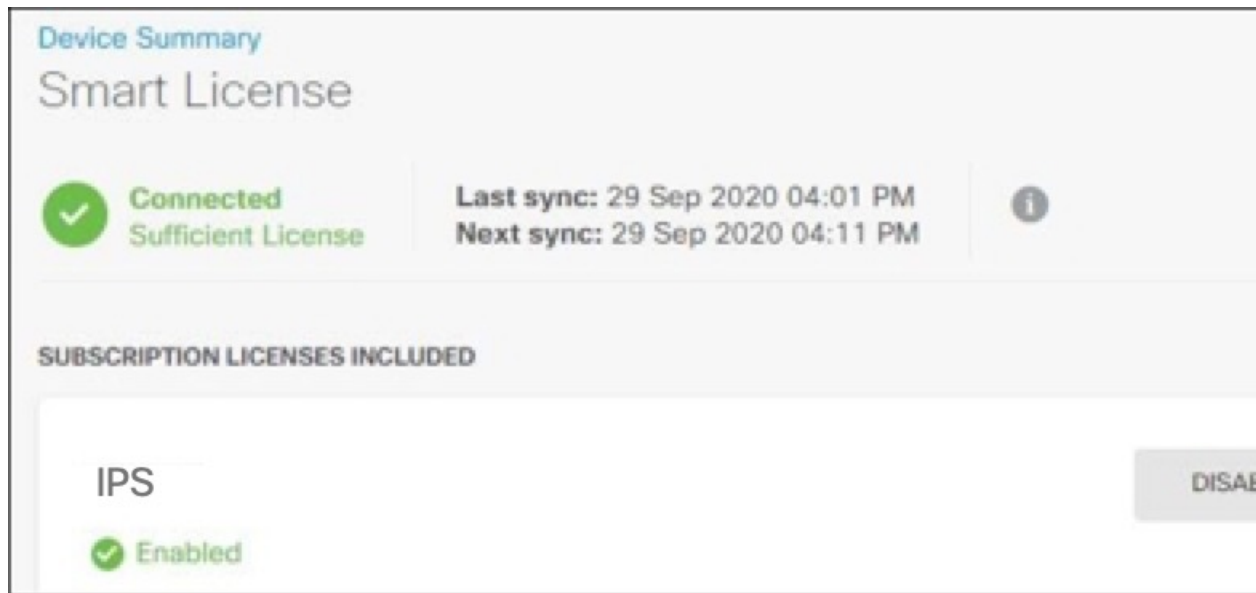 Device Summary
Smart License
Connected
Sufficient License
Last sync: 29 Sep 2020 04:01 PM
Next sync: 29 Sep 2020 04:11 PM
SUBSCRIPTION LICENSES INCLUDED
IPS
DISAB
Enabled